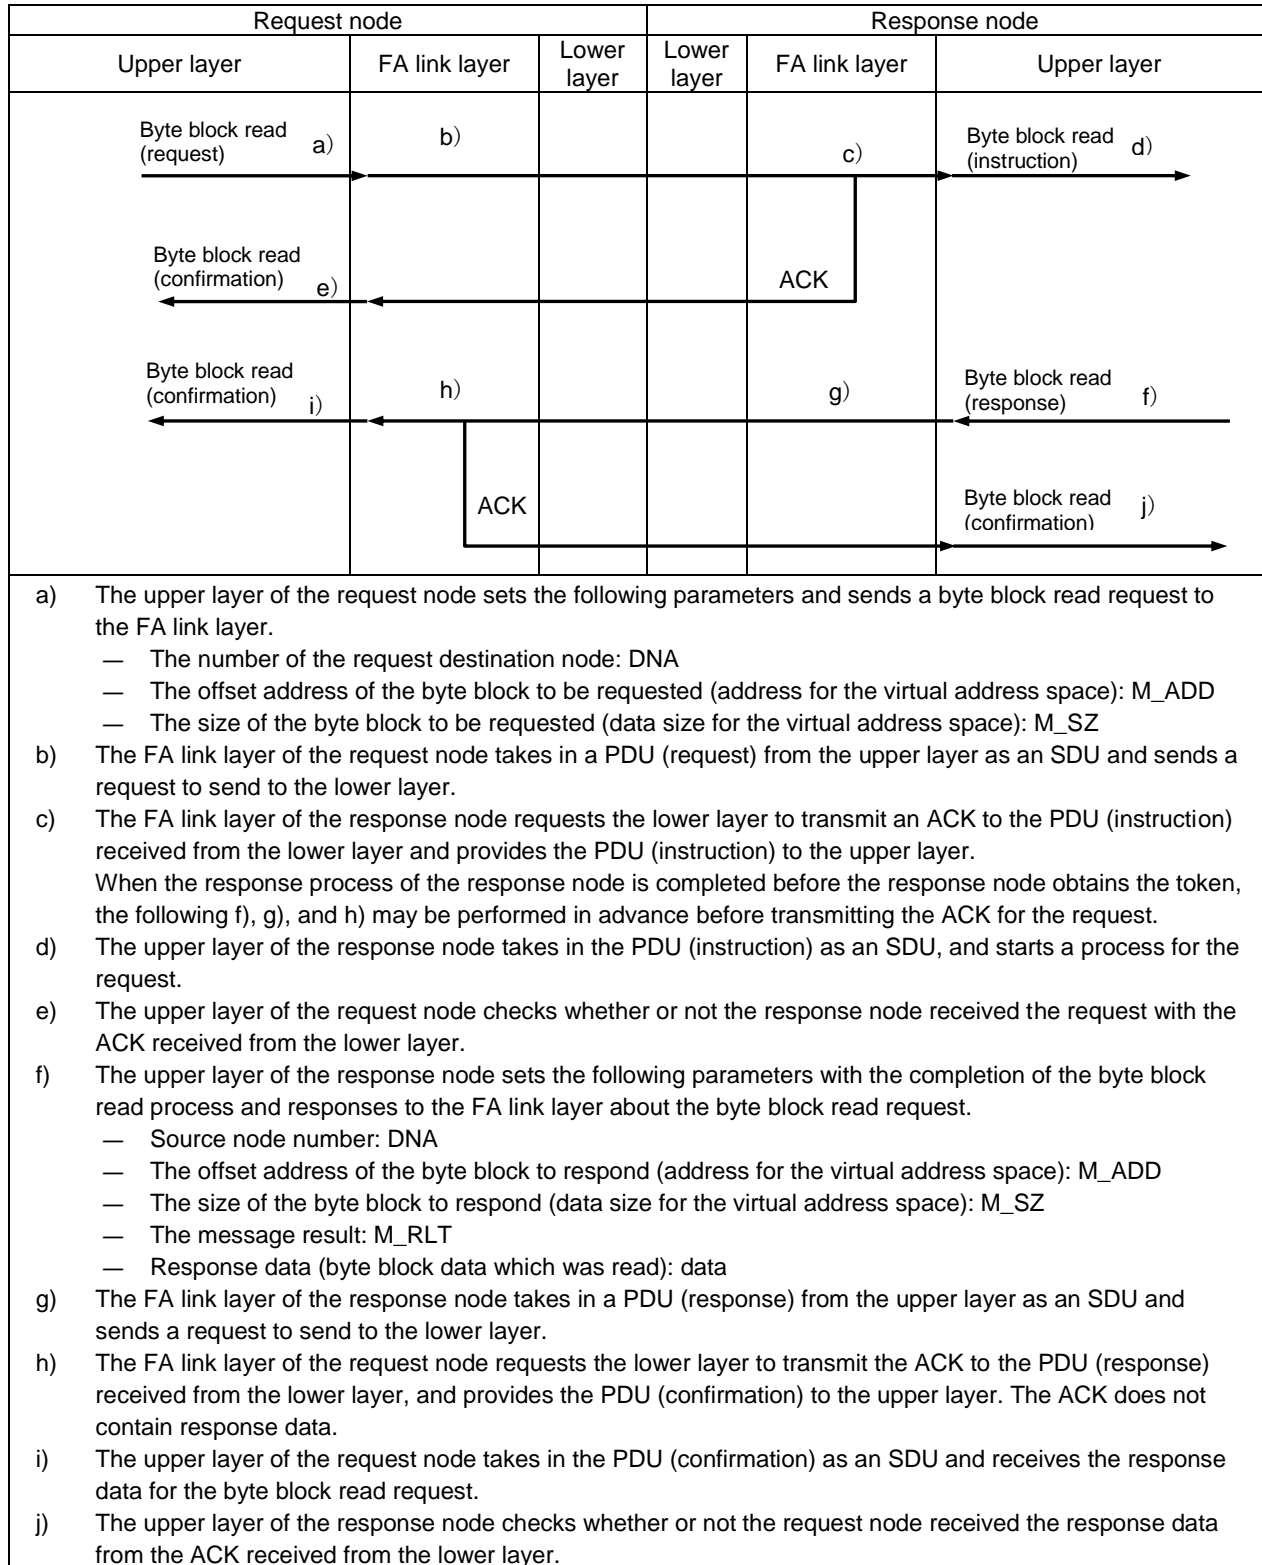 Request node
Response node
Upper layer
FA link layer
Lower
layer
Lower
layer
FA link layer
Upper layer
Byte block read
(request)
a)
b)
c)
Byte block read
(instruction)
d)
Byte block read
(confirmation)
e)
ACK
Byte block read
(confirmation)
i)
h)
g)
Byte block read
(response)
f)
ACK
Byte block read
(confirmation)
j)
a) The upper layer of the request node sets the following parameters and sends a byte block read request to
the FA link layer.
— The number of the request destination node: DNA
— The offset address of the byte block to be requested (address for the virtual address space): M_ADD
— The size of the byte block to be requested (data size for the virtual address space): M_SZ
b) The FA link layer of the request node takes in a PDU (request) from the upper layer as an SDU and sends a
request to send to the lower layer.
c) The FA link layer of the response node requests the lower layer to transmit an ACK to the PDU (instruction)
received from the lower layer and provides the PDU (instruction) to the upper layer.
When the response process of the response node is completed before the response node obtains the token,
the following f), g), and h) may be performed in advance before transmitting the ACK for the request.
d) The upper layer of the response node takes in the PDU (instruction) as an SDU, and starts a process for the
request.
e) The upper layer of the request node checks whether or not the response node received the request with the
ACK received from the lower layer.
f) The upper layer of the response node sets the following parameters with the completion of the byte block
read process and responses to the FA link layer about the byte block read request.
— Source node number: DNA
— The offset address of the byte block to respond (address for the virtual address space): M_ADD
— The size of the byte block to respond (data size for the virtual address space): M_SZ
— The message result: M_RLT
— Response data (byte block data which was read): data
g) The FA link layer of the response node takes in a PDU (response) from the upper layer as an SDU and
sends a request to send to the lower layer.
h) The FA link layer of the request node requests the lower layer to transmit the ACK to the PDU (response)
received from the lower layer, and provides the PDU (confirmation) to the upper layer. The ACK does not
contain response data.
i) The upper layer of the request node takes in the PDU (confirmation) as an SDU and receives the response
data for the byte block read request.
j) The upper layer of the response node checks whether or not the request node received the response data
from the ACK received from the lower layer.